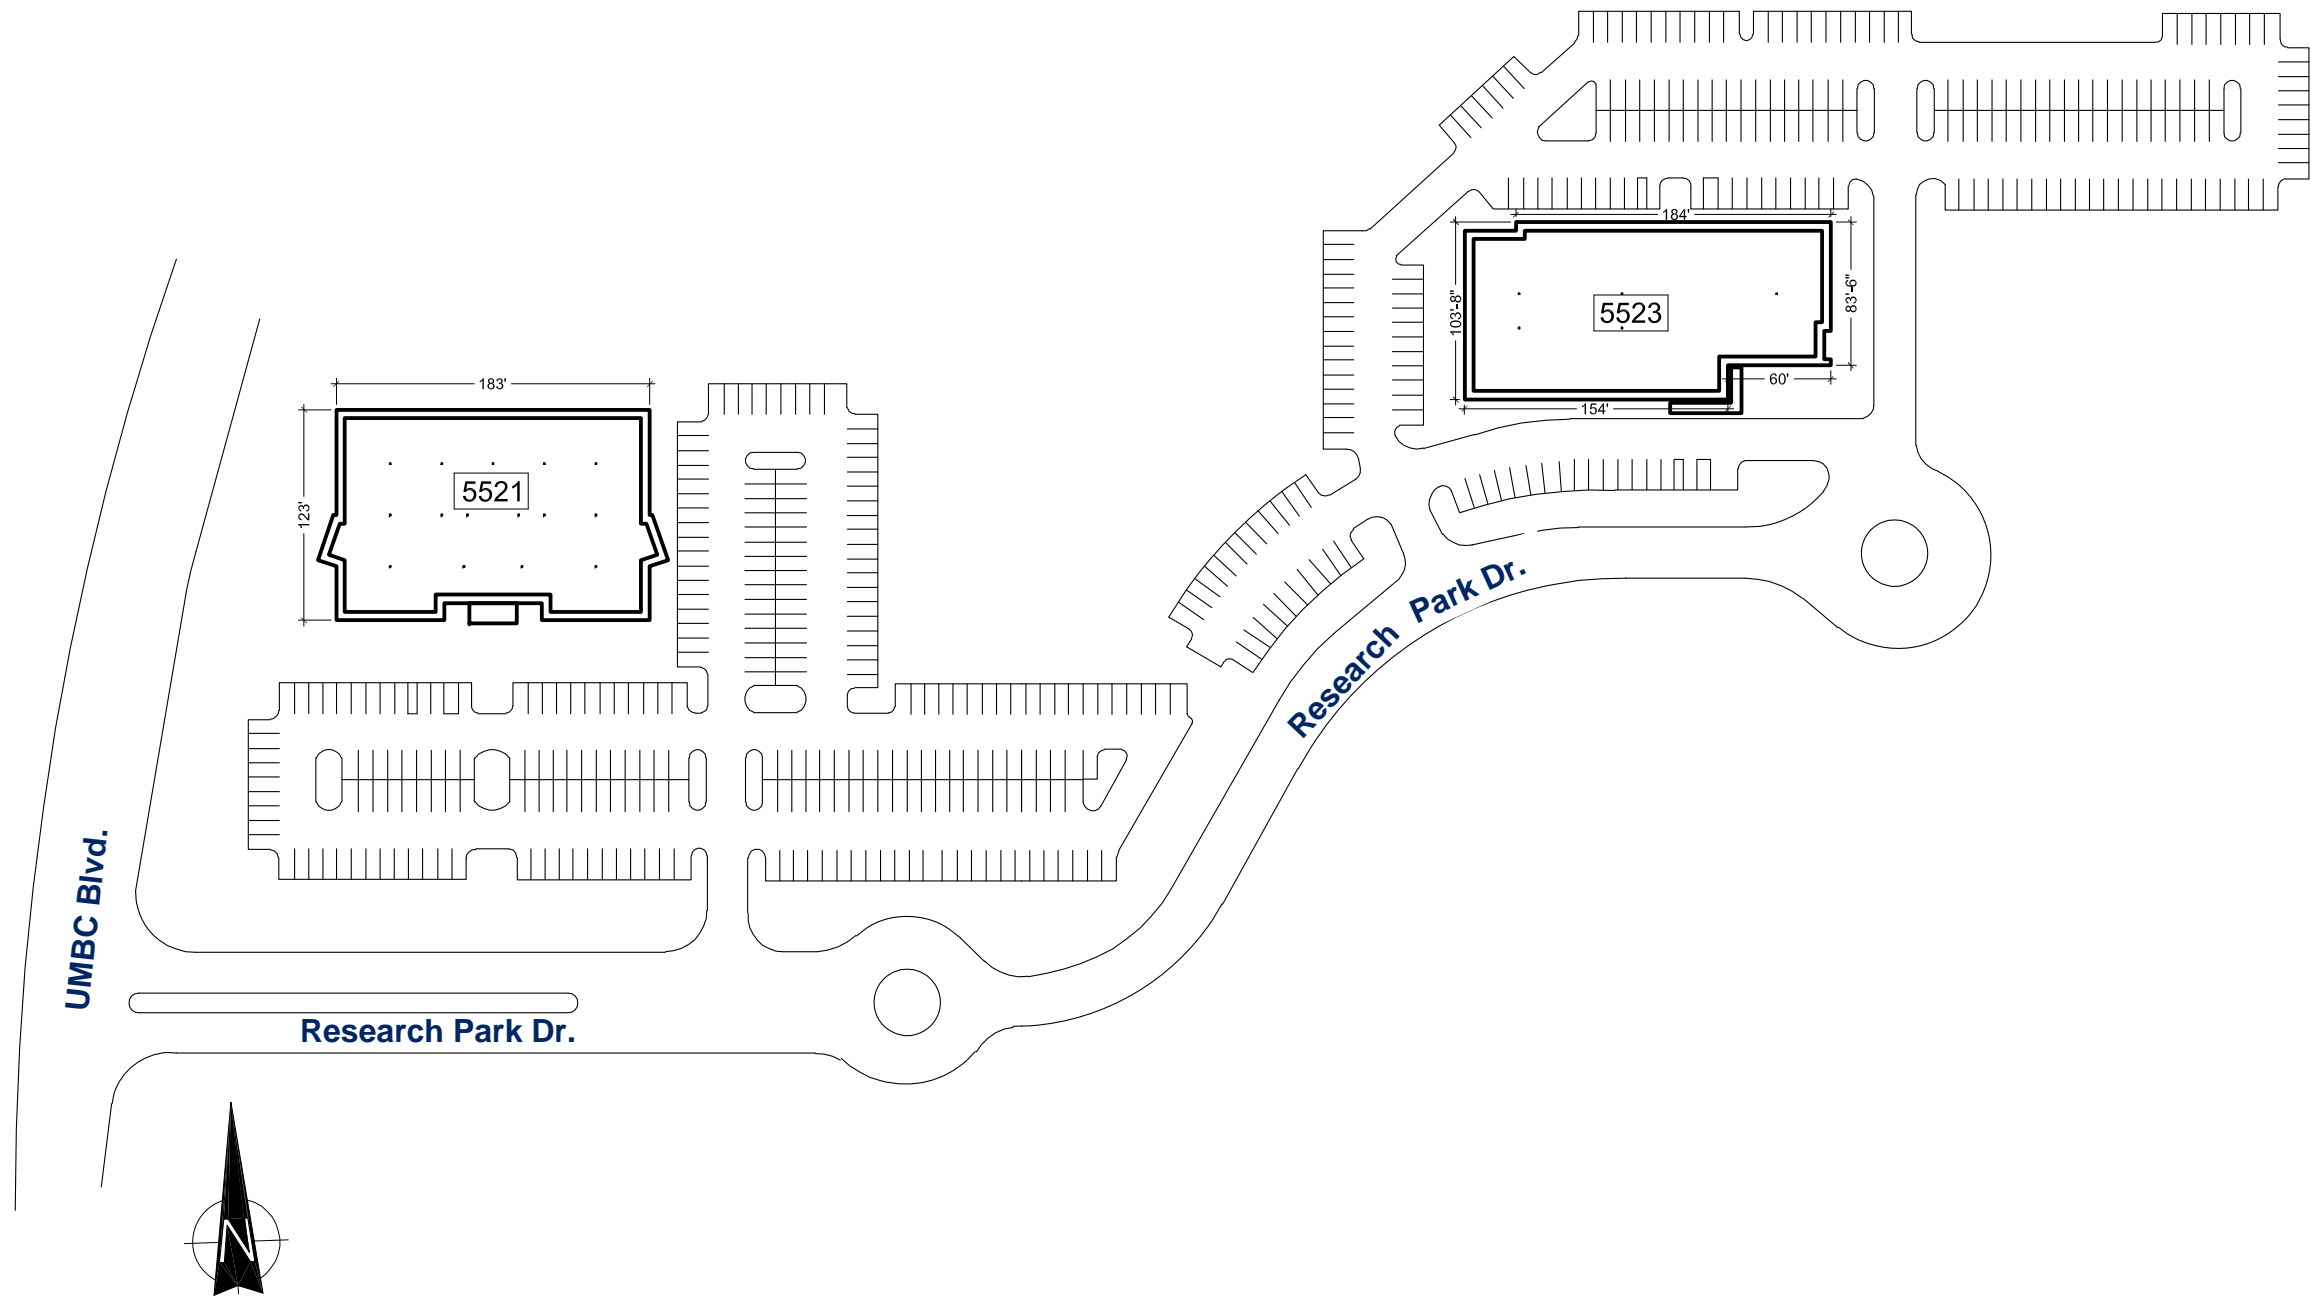 184'
103'-8"
83'-6"
5523
60'
154'
183'
123'
5521
Research Park Dr.
UMBC Blvd.
Research Park Dr.
N